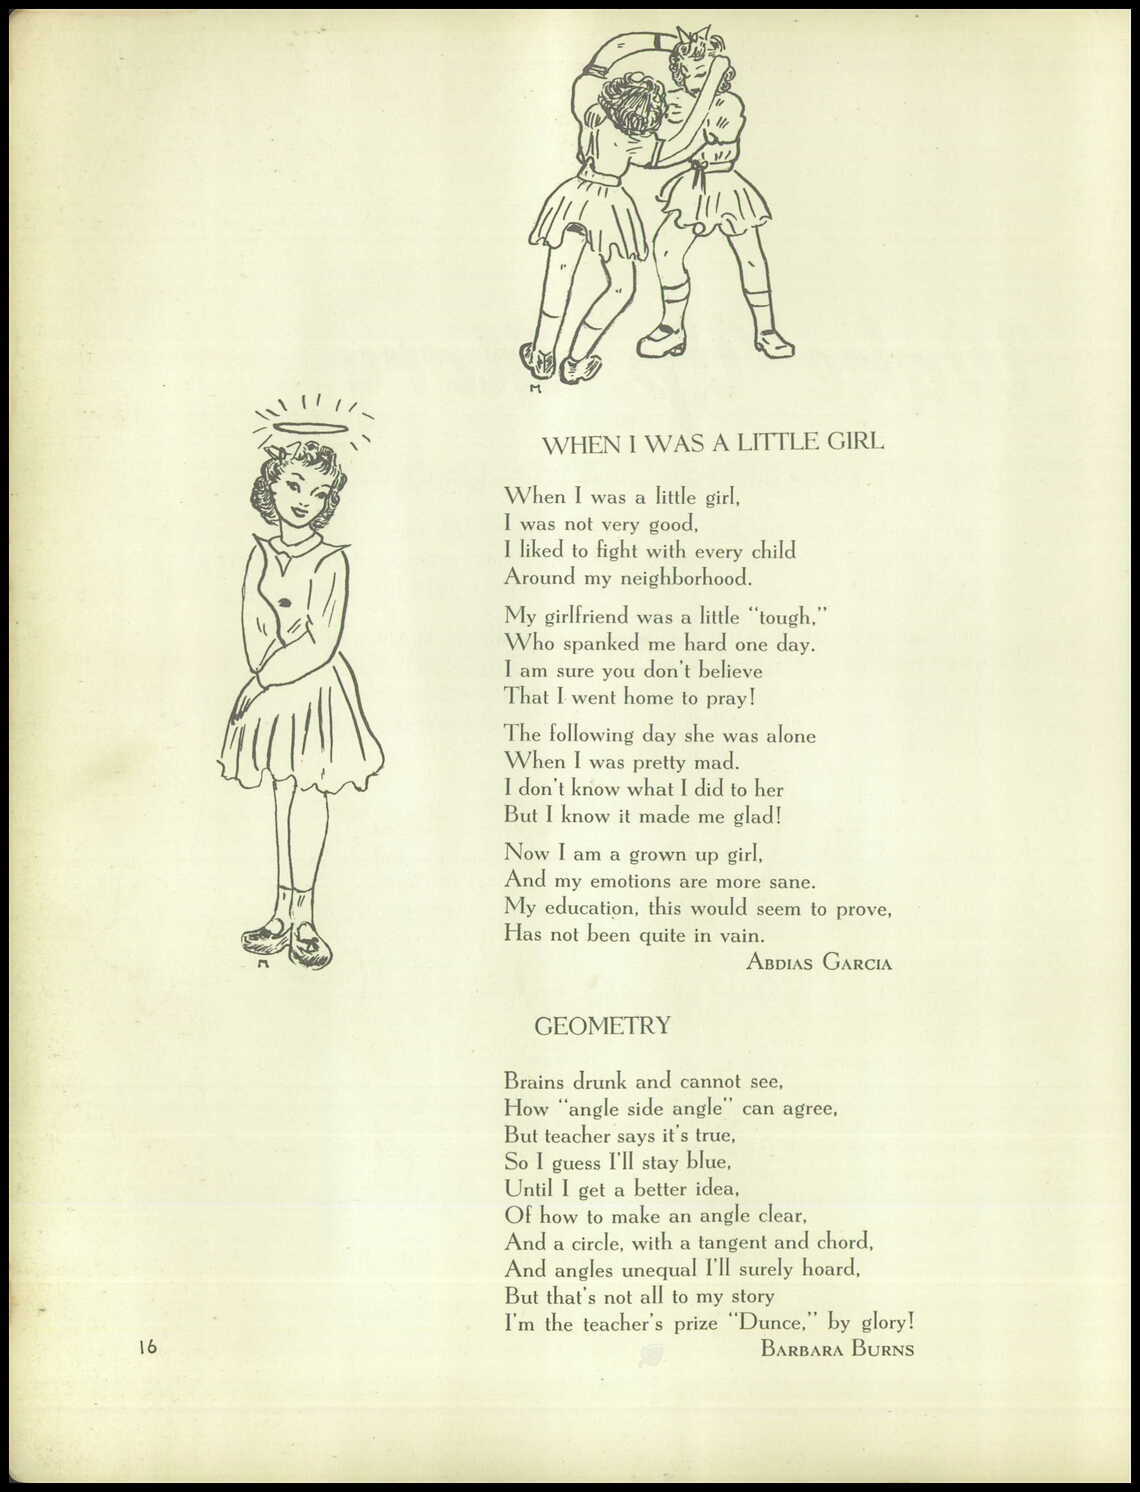 WHEN I WAS A LITTLE GIRL
When I was a little girl,
I was not very good,
I liked to fight with every child
Around my neighborhood.
My girlfriend was a little "tough,"
Who spanked me hard one day.
I am sure you don't believe
That I went home to pray!
The following day she was alone
When I was pretty mad.
I don't know what I did to her
But I know it made me glad!
Now I am a grown up girl,
And my emotions are more sane.
My education, this would seem to prove,
Has not been quite in vain.
ABDIAS GARCIA
GEOMETRY
Brains drunk and cannot see,
How "angle side angle" can agree,
But teacher says it's true,
So I guess I'll stay blue,
Until I get a better idea,
Of how to make an angle clear,
And a circle, with a tangent and chord,
And angles unequal I'll surely hoard,
But that's not all to my story
I'm the teacher's prize "Dunce," by glory!
BARBARA BURNS
16